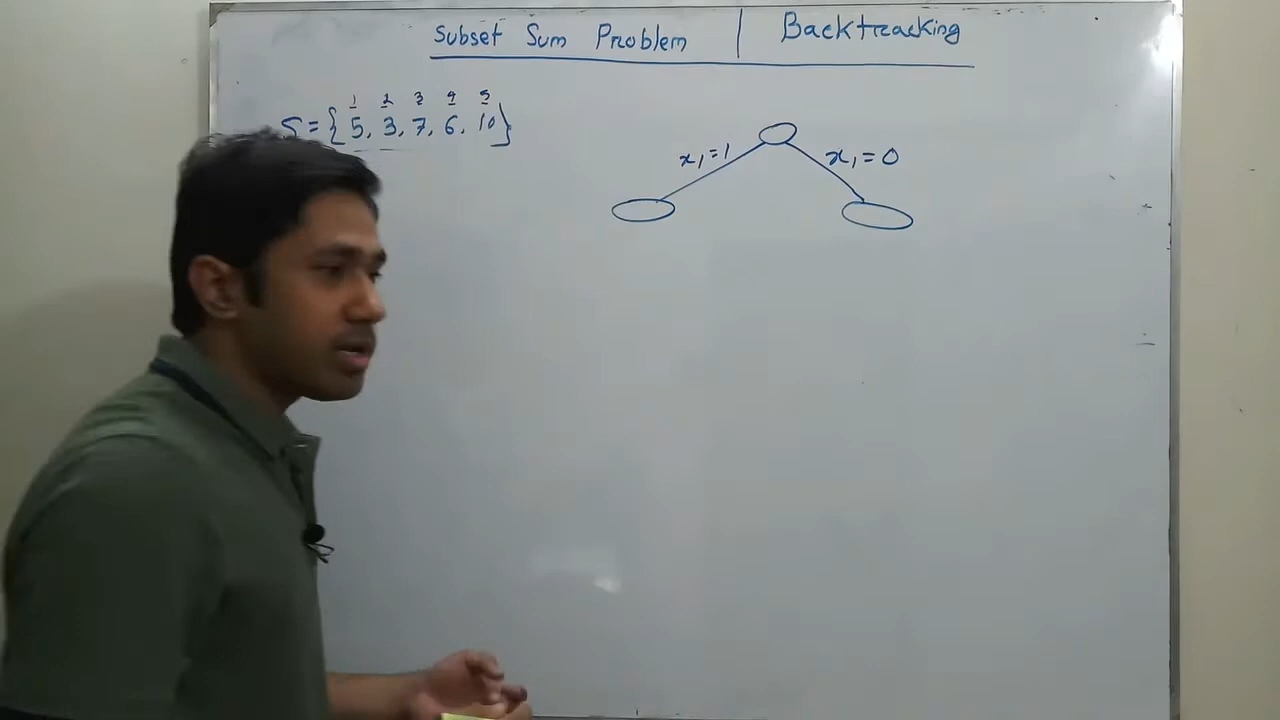 Subset Sum Problem | Backtracking
1 2 3 4 5
S = {5, 3, 7, 6, 10}
x₁=1
x₁=0